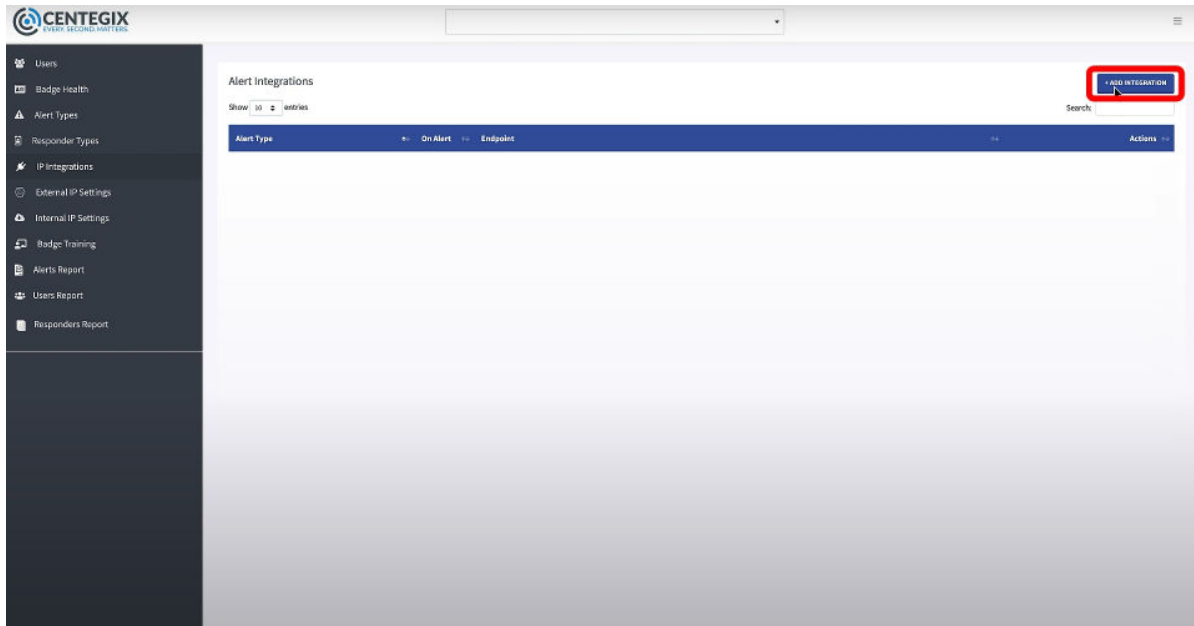 CENTEGIX
EVERY. SECOND. MATTERS.
Users
Badge Health
Alert Types
Responder Types
IP Integrations
External IP Settings
Internal IP Settings
Badge Training
Alerts Report
Users Report
Responders Report
Alert Integrations
+ ADD INTEGRATION
Show 10 entries
Search:
Alert Type On Alert Endpoint Actions